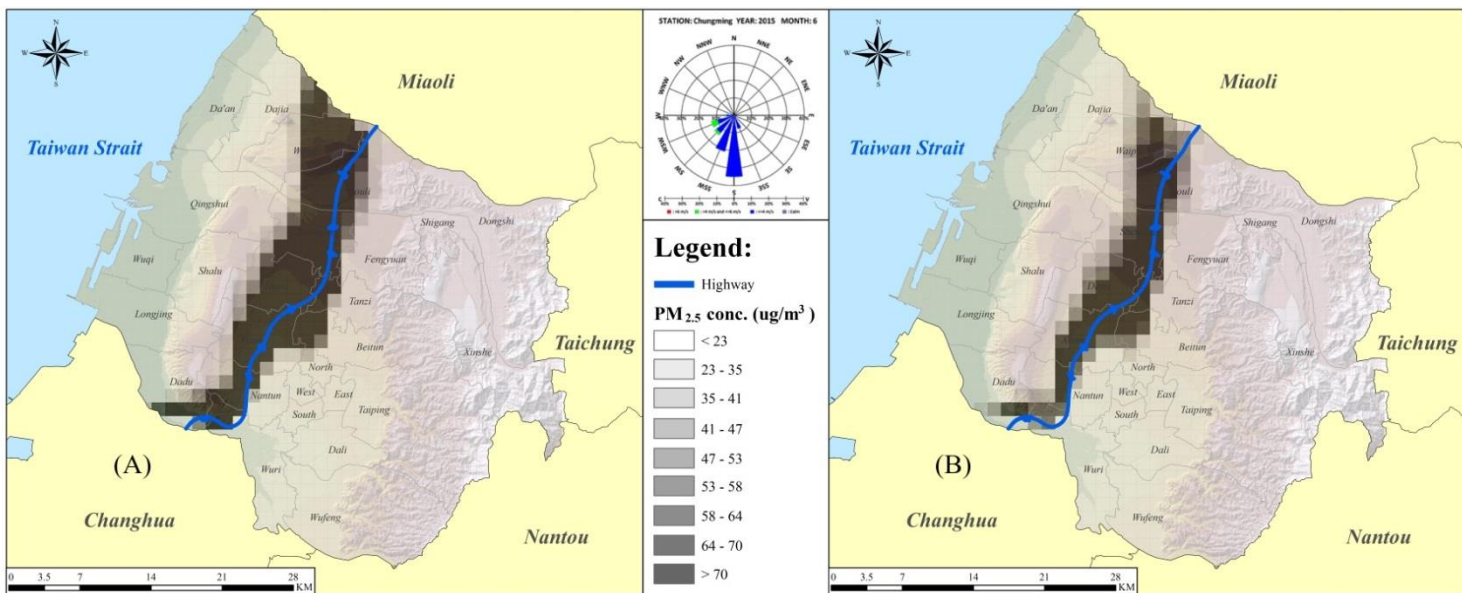 N
W
E
S
Miaoli
Da'an
Dajia
Taiwan Strait
W
ouli
Qingshui
Shigang
Dongshi
Wuqi
Shalu
Fengyuan
Longjing
Tanzi
Taichung
Beitun
Xinshe
North
Dadu
West
East
Nantun
Taiping
South
Dali
(A)
Wuri
Changhua
Wufeng
Nantou
0 3.5 7 14 21 28
KM
STATION: Chungming YEAR: 2015 MONTH: 6
N
NNW
NNE
NW
NE
WNW
ENE
W
E
WSW
ESE
SW
SE
SSW
SSE
S
Legend:
Highway
PM2.5 conc. (ug/m3 )
< 23
23 - 35
35 - 41
41 - 47
47 - 53
53 - 58
58 - 64
64 - 70
> 70
N
W
E
S
Miaoli
Da'an
Dajia
Taiwan Strait
Waip
ouli
Qingshui
Shigang
Dongshi
Wuqi
Shalu
Fengyuan
Longjing
Tanzi
Taichung
Beitun
Xinshe
North
Dadu
West
East
Nantun
Taiping
South
Dali
(B)
Wuri
Changhua
Wufeng
Nantou
0 3.5 7 14 21 28
KM